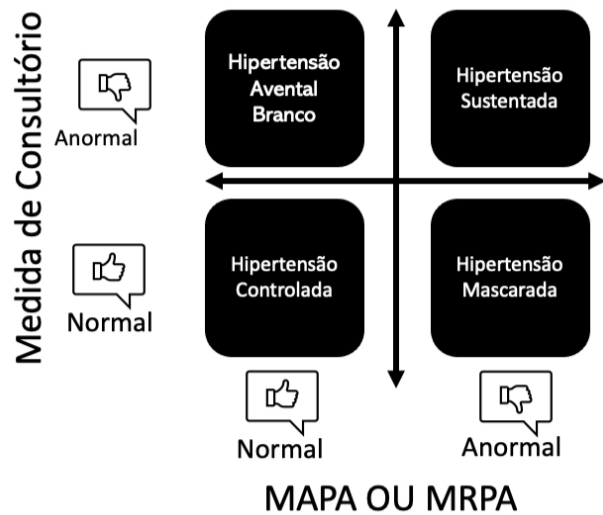 Medida de Consultório
Anormal
Hipertensão
Avental
Branco
Hipertensão
Sustentada
Normal
Hipertensão
Controlada
Hipertensão
Mascarada
Normal
Anormal
MAPA OU MRPA